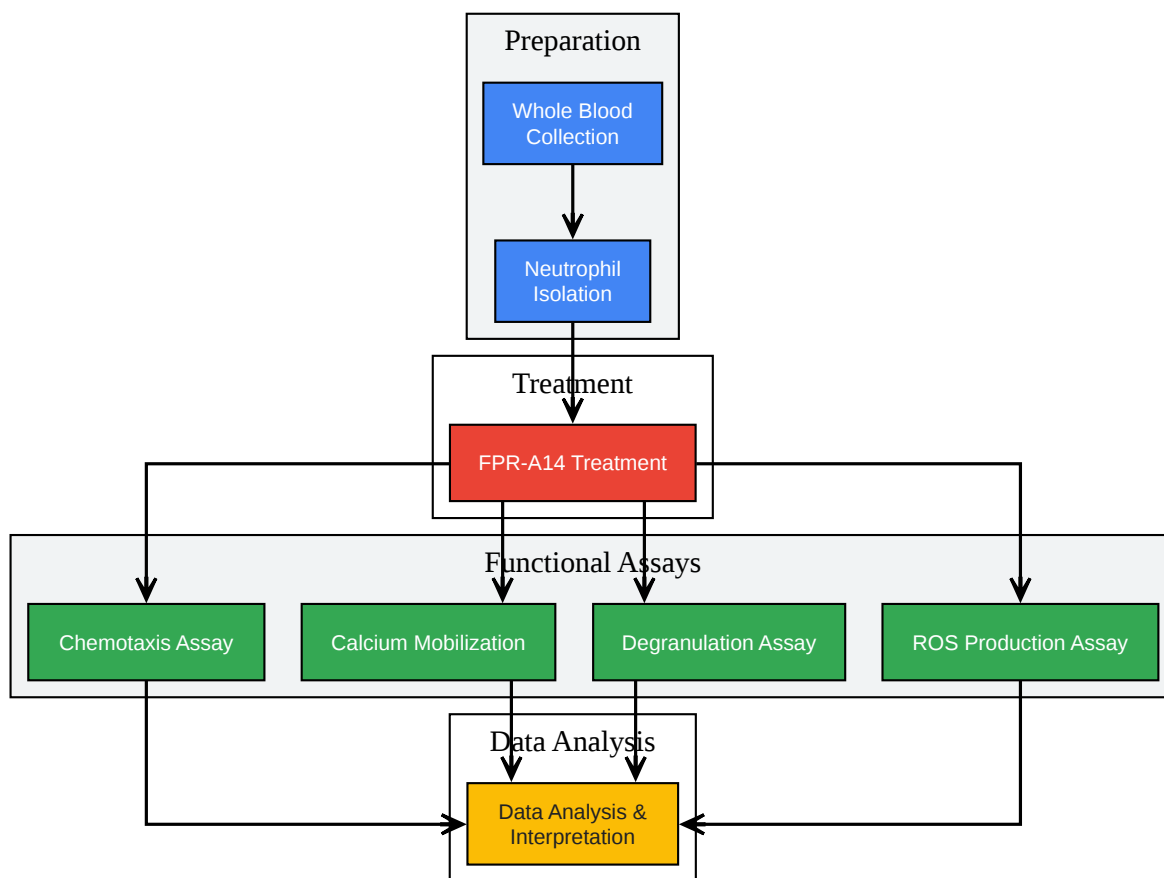 Preparation
Whole Blood
Collection
Neutrophil
Isolation
Treatment
FPR-A14 Treatment
Functional Assays
Chemotaxis Assay
Calcium Mobilization
Degranulation Assay
ROS Production Assay
Data Analysis
Data Analysis &
Interpretation